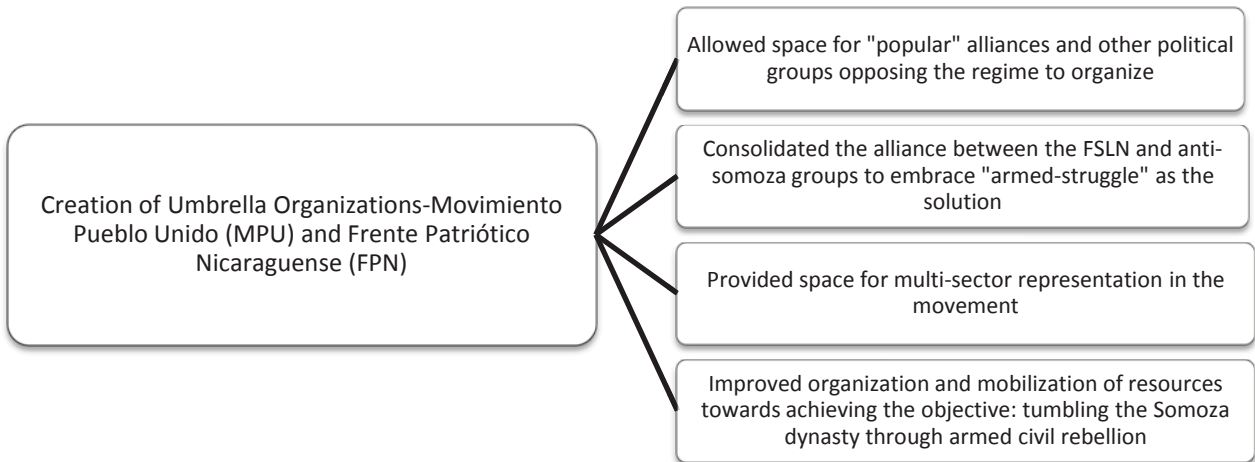 Creation of Umbrella Organizations-Movimiento
Pueblo Unido (MPU) and Frente Patriótico
Nicaraguense (FPN)
Allowed space for "popular" alliances and other political
groups opposing the regime to organize
Consolidated the alliance between the FSLN and anti-
somoza groups to embrace "armed-struggle" as the
solution
Provided space for multi-sector representation in the
movement
Improved organization and mobilization of resources
towards achieving the objective: tumbling the Somoza
dynasty through armed civil rebellion